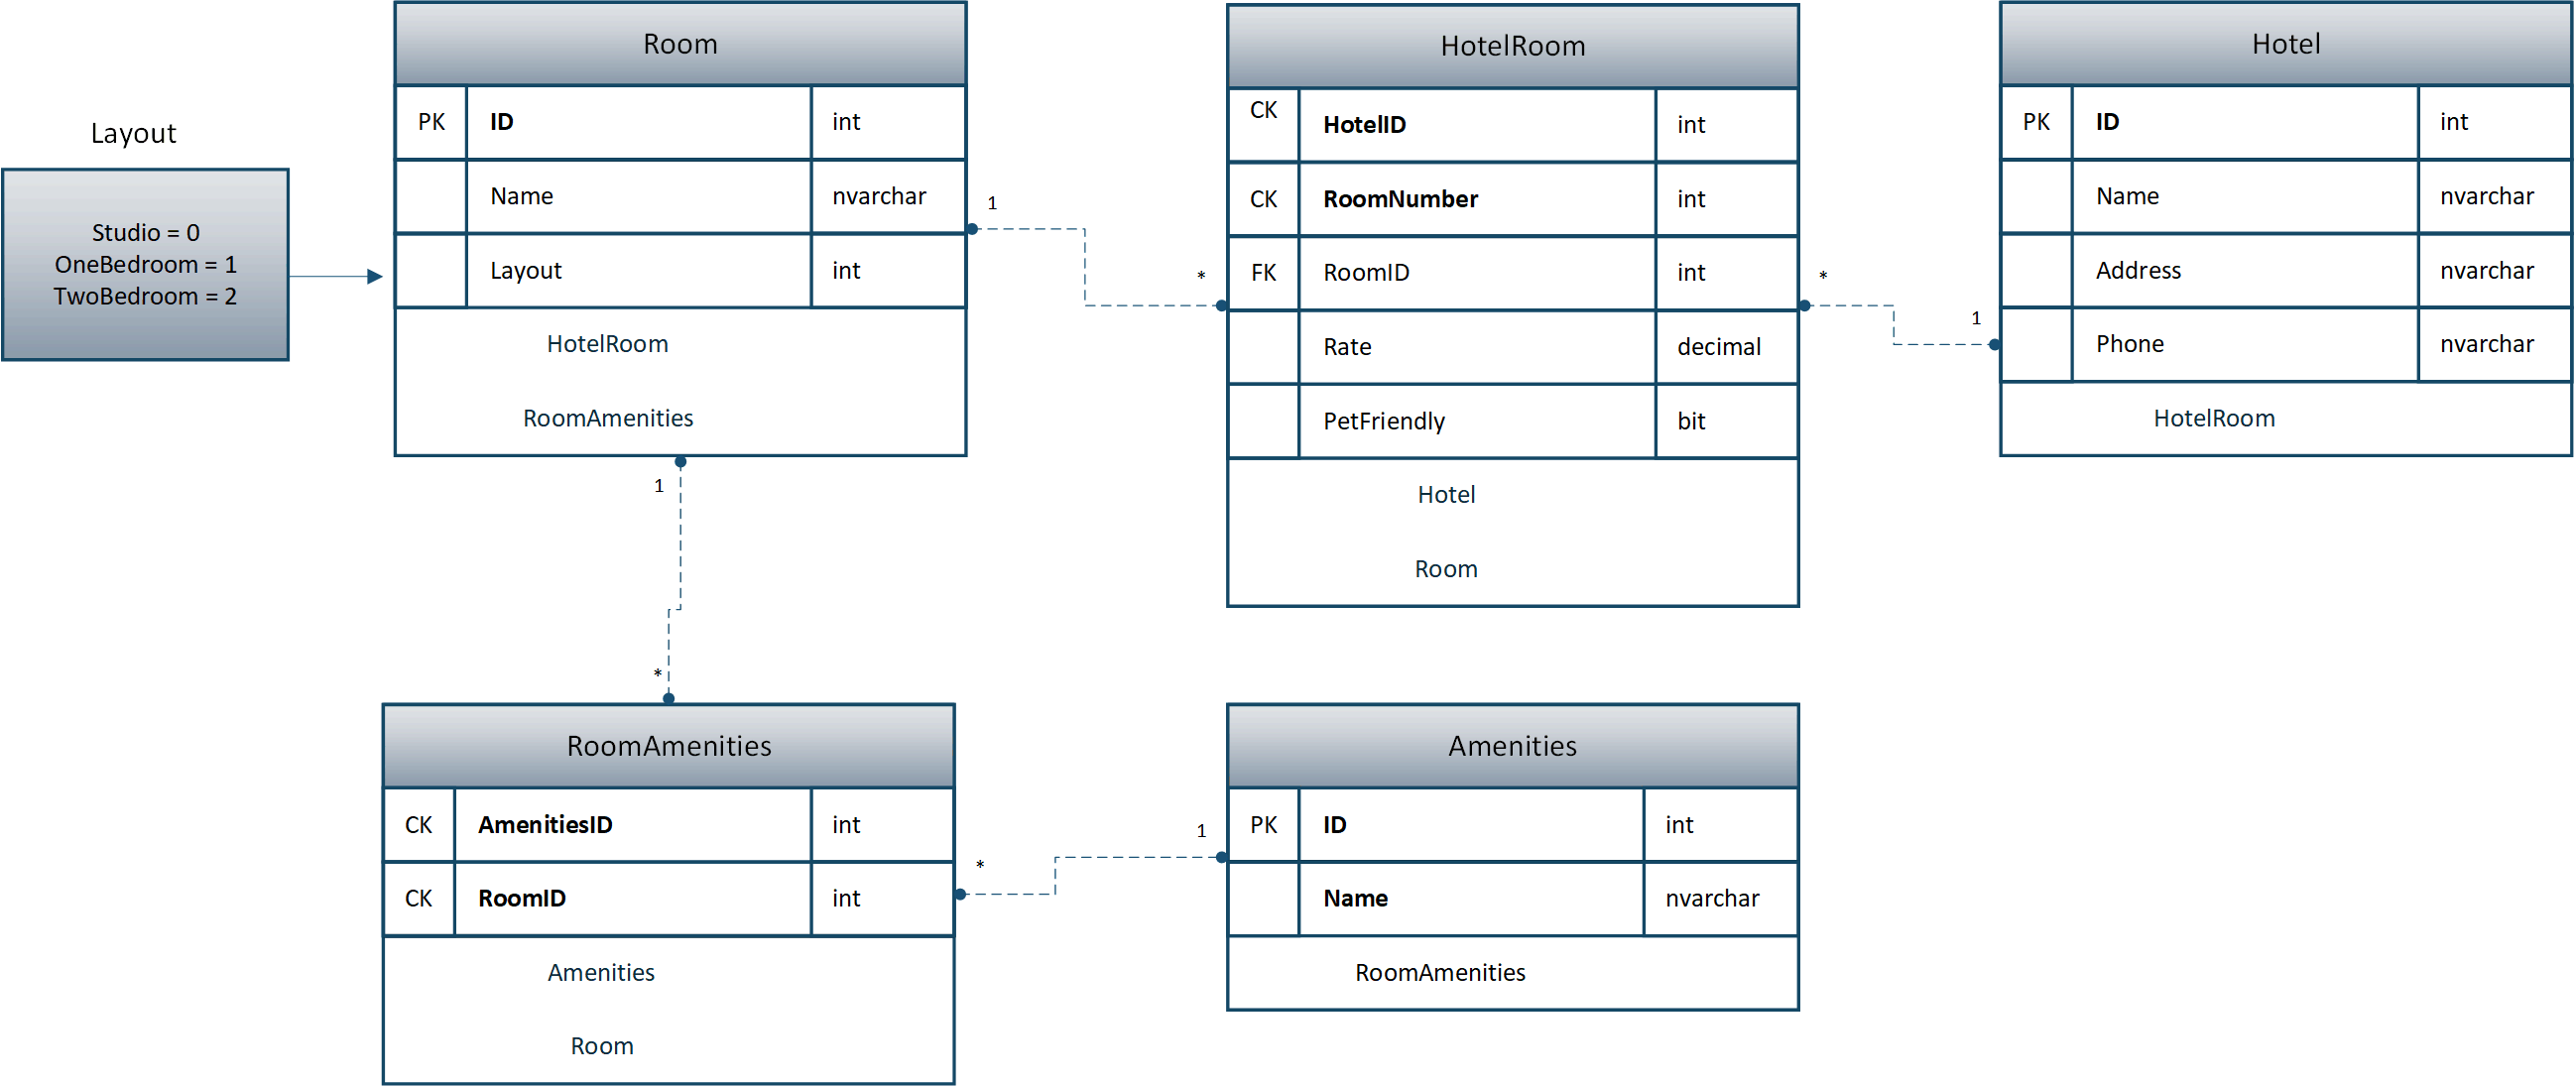 Layout
Studio = 0
OneBedroom = 1
TwoBedroom = 2
Room
PK ID int
Name nvarchar
Layout int
HotelRoom
RoomAmenities
1
*
HotelRoom
CK HotelID int
CK RoomNumber int
FK RoomID int
Rate decimal
PetFriendly bit
Hotel
Room
*
1
Hotel
PK ID int
Name nvarchar
Address nvarchar
Phone nvarchar
HotelRoom
1
*
RoomAmenities
CK AmenitiesID int
CK RoomID int
Amenities
Room
*
1
Amenities
PK ID int
Name nvarchar
RoomAmenities